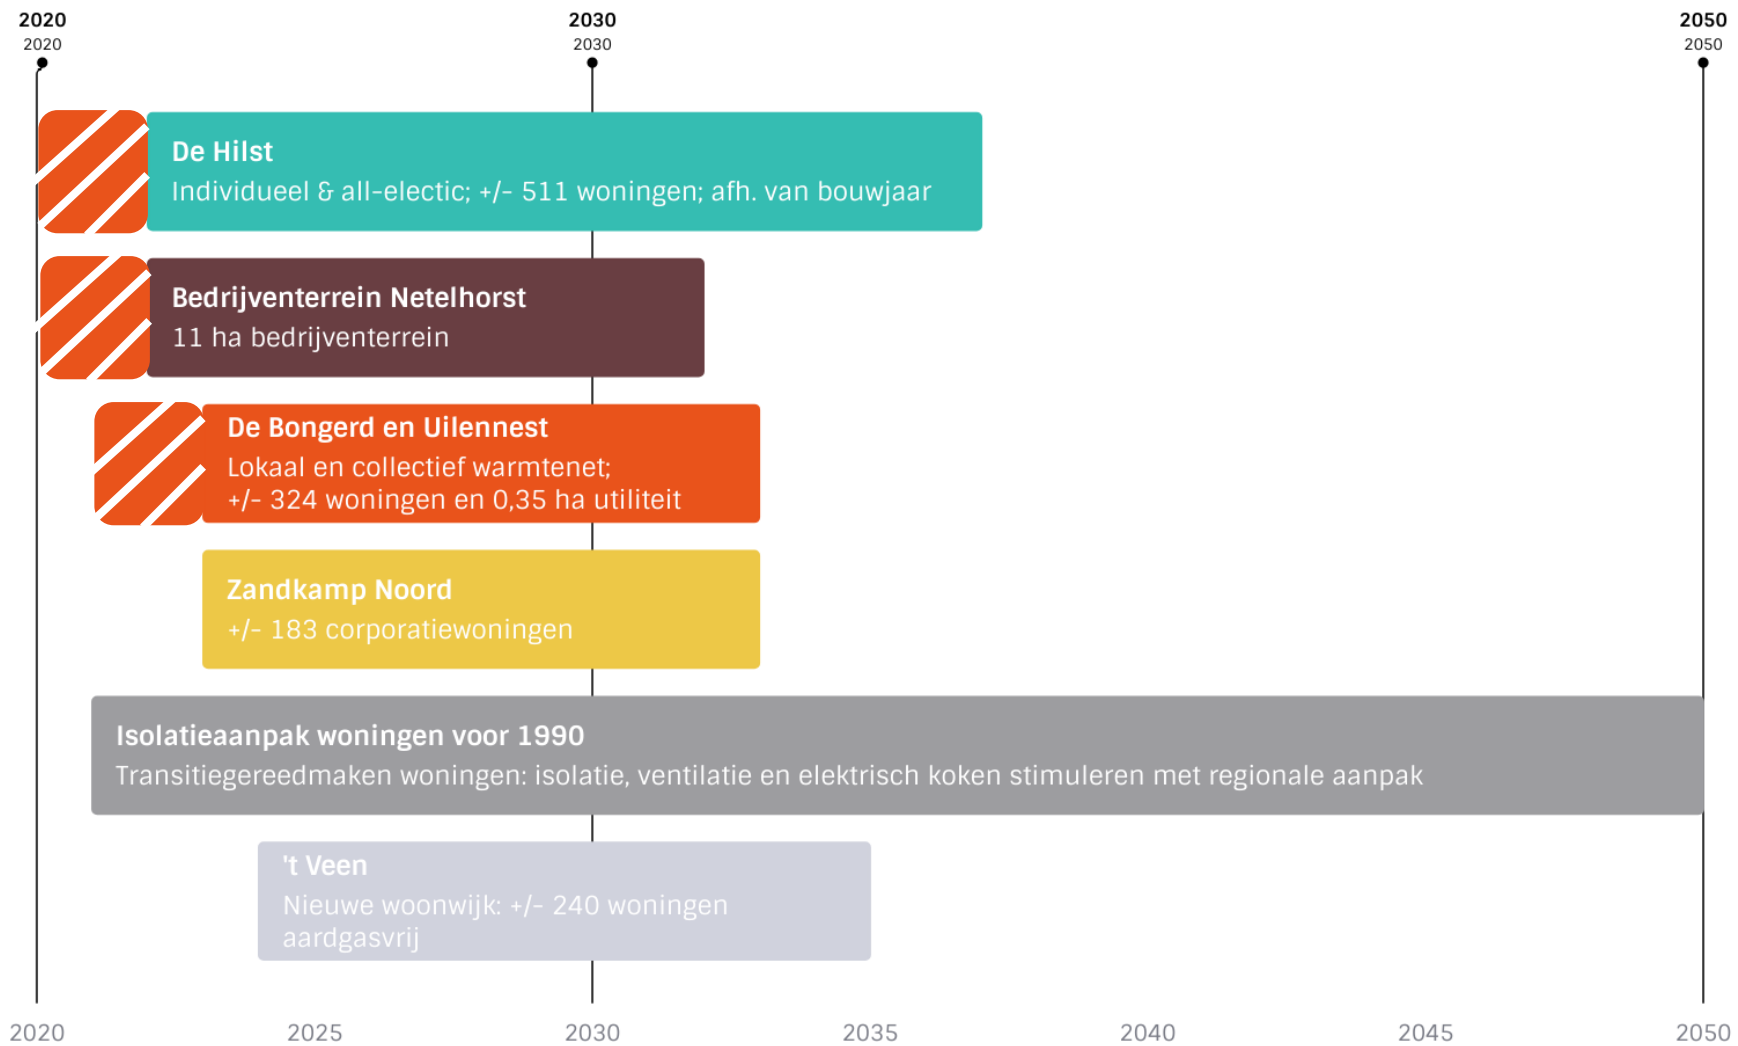 2020
2030
2050
2020
2030
2050
De Hilst
Individueel & all-electic; +/- 511 woningen; afh. van bouwjaar
Bedrijventerrein Netelhorst
11 ha bedrijventerrein
De Bongerd en Uilennest
Lokaal en collectief warmtenet;
+/- 324 woningen en 0,35 ha utiliteit
Zandkamp Noord
+/- 183 corporatiewoningen
Isolatieaanpak woningen voor 1990
Transitiegereedmaken woningen: isolatie, ventilatie en elektrisch koken stimuleren met regionale aanpak
't Veen
Nieuwe woonwijk: +/- 240 woningen
aardgasvrij
2020
2025
2030
2035
2040
2045
2050